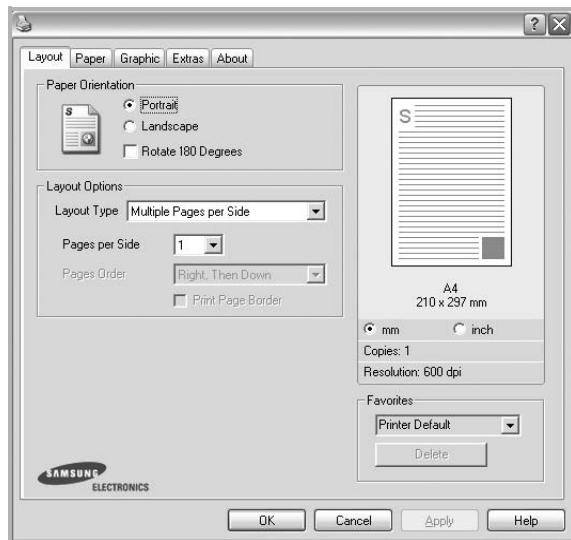 Layout Paper Graphic Extras About
Paper Orientation
S
Portrait
Landscape
Rotate 180 Degrees
Layout Options
Layout Type Multiple Pages per Side
Pages per Side 1
Pages Order Right, Then Down
Print Page Border
S
A4
210 x 297 mm
mm inch
Copies: 1
Resolution: 600 dpi
Favorites
Printer Default
Delete
SAMSUNG
ELECTRONICS
OK Cancel Apply Help